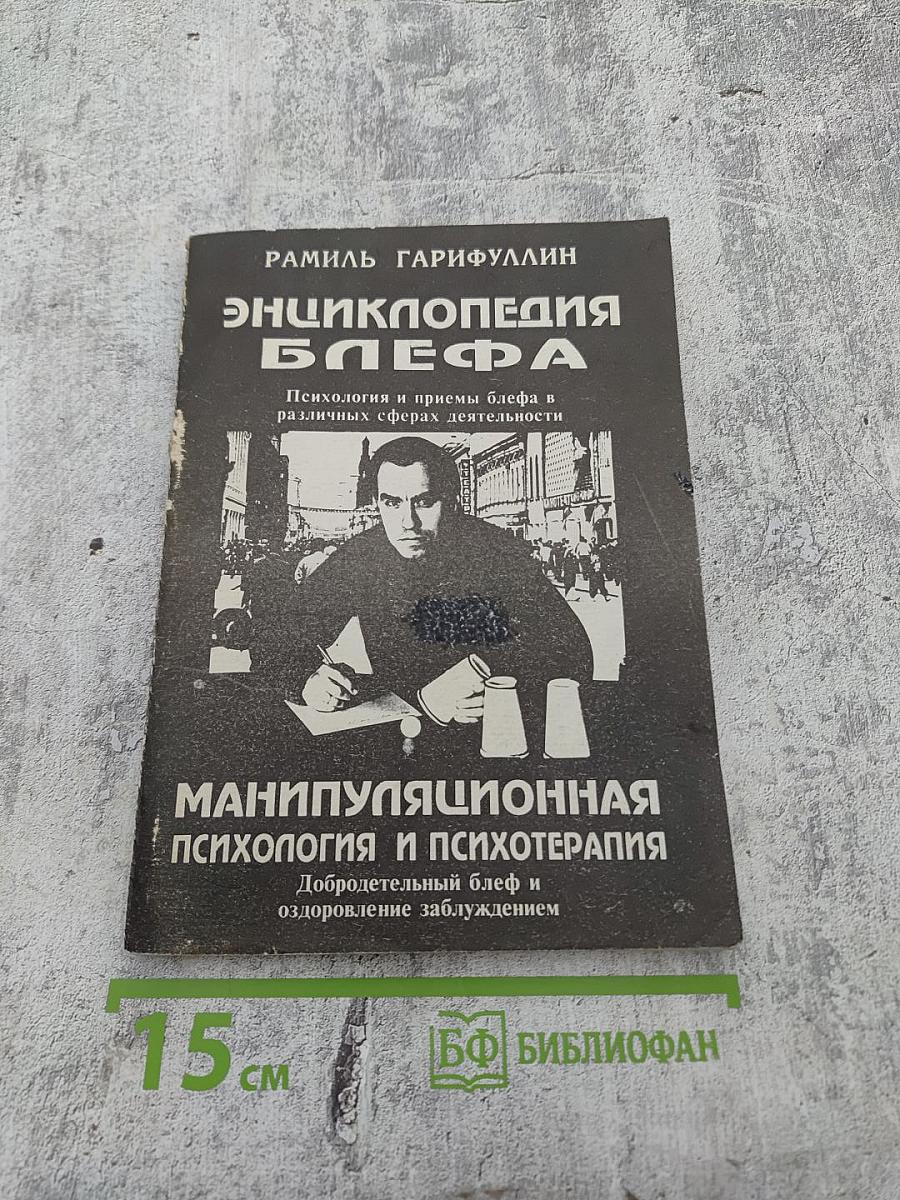 РАМИЛЬ ГАРИФУЛЛИН
ЭНЦИКЛОПЕДИЯ
БЛЕФА
Психология и приемы блефа в
различных сферах деятельности
ТЕАТР
МАНИПУЛЯЦИОННАЯ
ПСИХОЛОГИЯ И ПСИХОТЕРАПИЯ
Добродетельный блеф и
оздоровление заблуждением
15 см
БФ БИБЛИОФАН